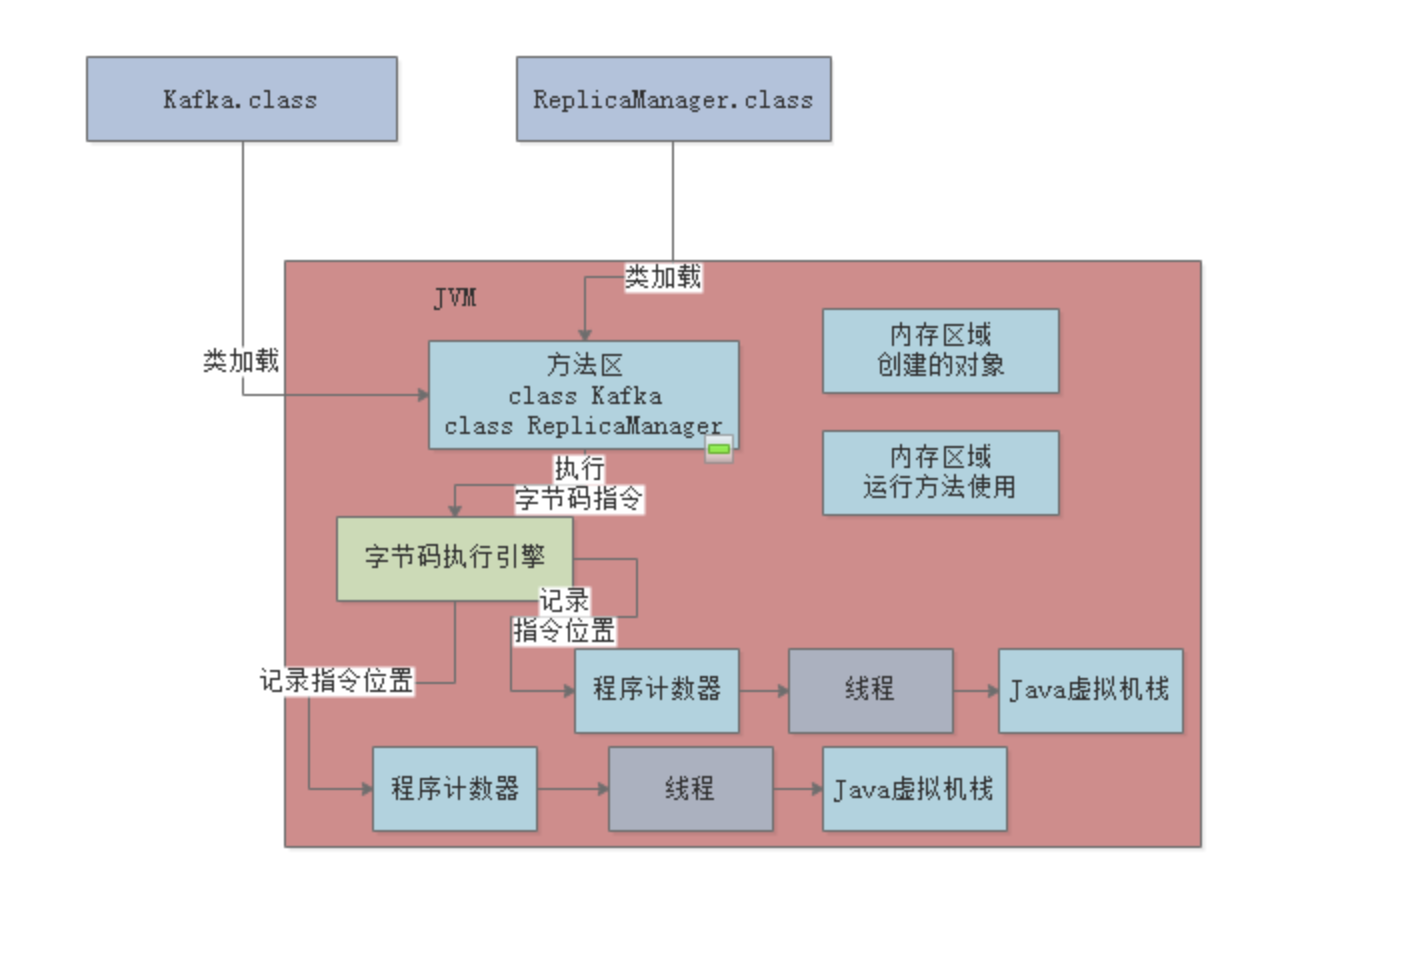 Kafka.class
ReplicaManager.class
类加载
JVM
类加载
方法区
class Kafka
class ReplicaManager
内存区域
创建的对象
内存区域
运行方法使用
执行
字节码指令
字节码执行引擎
记录
指令位置
记录指令位置
程序计数器
线程
Java虚拟机栈
程序计数器
线程
Java虚拟机栈